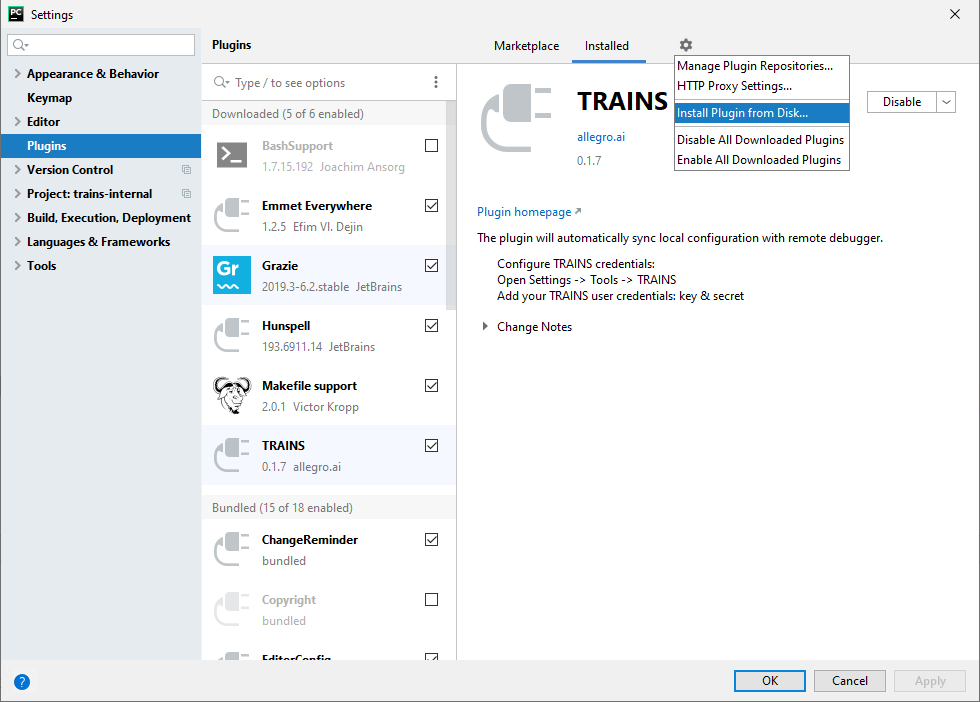 PC
Settings
Plugins
Marketplace
Installed
Appearance & Behavior
Keymap
Editor
Plugins
Version Control
Project: trains-internal
Build, Execution, Deployment
Languages & Frameworks
Tools
Type / to see options
Downloaded (5 of 6 enabled)
BashSupport
1.7.15.192 Joachim Ansorg
Emmet Everywhere
1.2.5 Efim VI. Dejin
Gr
Grazie
2019.3-6.2.stable JetBrains
Hunspell
193.6911.14 JetBrains
Makefile support
2.0.1 Victor Kropp
TRAINS
0.1.7 allegro.ai
Bundled (15 of 18 enabled)
ChangeReminder
bundled
Copyright
bundled
EditorConfig
TRAINS
allegro.ai
0.1.7
Manage Plugin Repositories...
HTTP Proxy Settings...
Install Plugin from Disk...
Disable All Downloaded Plugins
Enable All Downloaded Plugins
Disable
Plugin homepage
The plugin will automatically sync local configuration with remote debugger.
Configure TRAINS credentials:
Open Settings -> Tools -> TRAINS
Add your TRAINS user credentials: key & secret
Change Notes
?
OK
Cancel
Apply